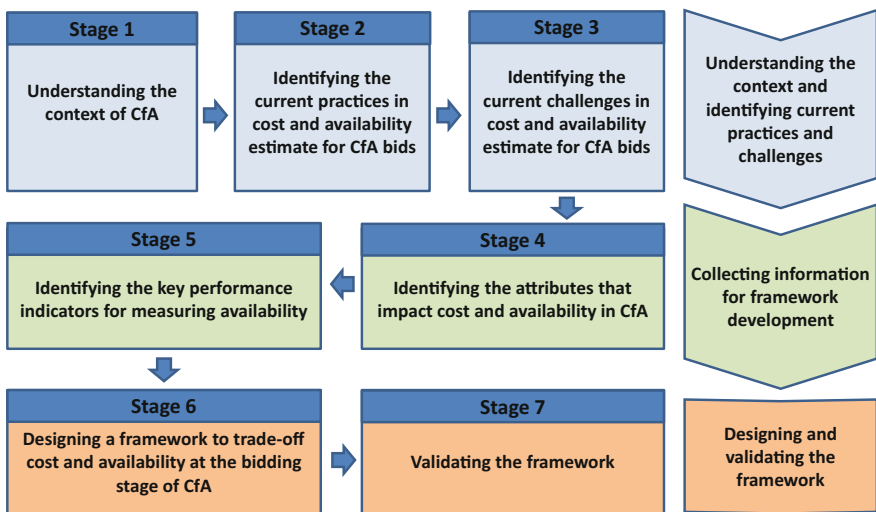 Stage 1
Understanding the
context of CfA
Stage 2
Identifying the
current practices in
cost and availability
estimate for CfA bids
Stage 3
Identifying the
current challenges in
cost and availability
estimate for CfA bids
Understanding the
context and
identifying current
practices and
challenges
Stage 5
Identifying the key performance
indicators for measuring availability
Stage 4
Identifying the attributes that
impact cost and availability in CfA
Collecting information
for framework
development
Stage 6
Designing a framework to trade-off
cost and availability at the bidding
stage of CfA
Stage 7
Validating the framework
Designing and
validating the
framework